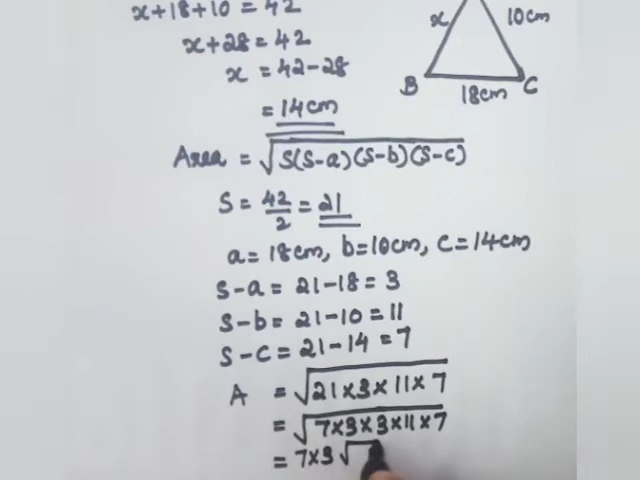 x+18+10 = 42
x+28 = 42
x = 42-28
= 14cm
x
10cm
B
18cm
C
Area = √S(S-a)(S-b)(S-c)
S = 42/2 = 21
a = 18cm, b=10cm, c=14cm
S-a = 21-18 = 3
S-b = 21-10 = 11
S-c = 21-14 = 7
A = √21×3×11×7
= √7×3×3×11×7
= 7×3√